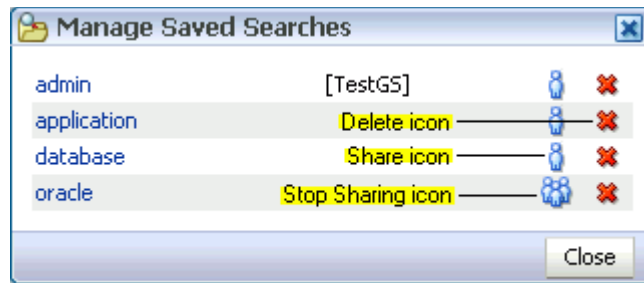 Manage Saved Searches
admin [TestGS]
application Delete icon
database Share icon
oracle Stop Sharing icon
Close